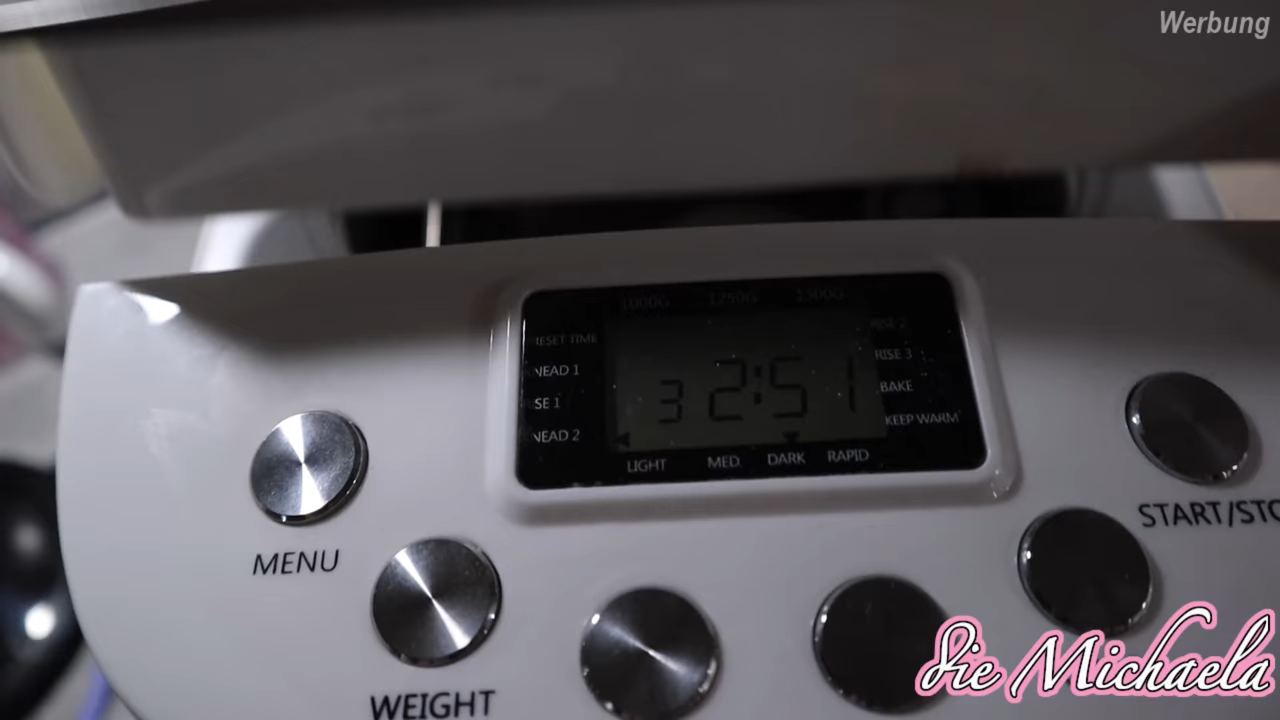 Werbung
1000G 1250G 1500G
RESET TIME
NEAD 1
SE 1
NEAD 2
3 2:51
RISE 2
RISE 3
BAKE
KEEP WARM
LIGHT MED. DARK RAPID
MENU
WEIGHT
START/STO
die Michaela